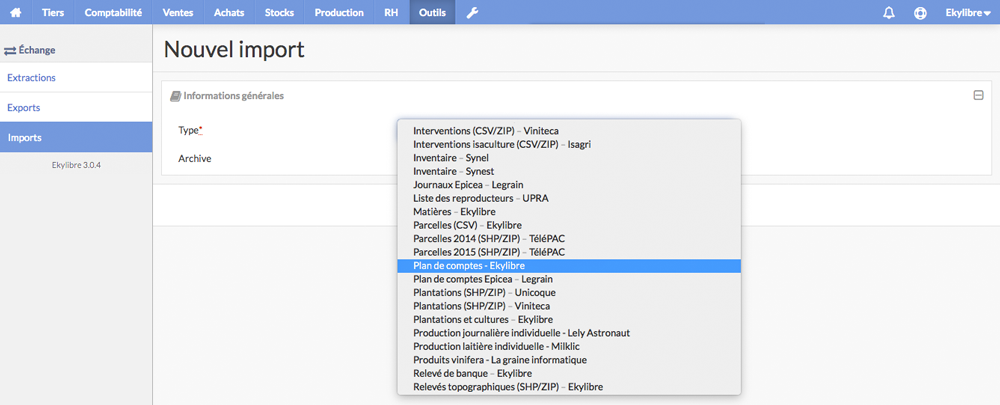 Tiers Comptabilité Ventes Achats Stocks Production RH Outils Ekylibre
Échange
Extractions
Exports
Imports
Ekylibre 3.0.4
Nouvel import
Informations générales
Type*
Archive
Interventions (CSV/ZIP) – Viniteca
Interventions isaculture (CSV/ZIP) – Isagri
Inventaire – Synel
Inventaire – Synest
Journaux Epicea – Legrain
Liste des reproducteurs – UPRA
Matières – Ekylibre
Parcelles (CSV) – Ekylibre
Parcelles 2014 (SHP/ZIP) – TéléPAC
Parcelles 2015 (SHP/ZIP) – TéléPAC
Plan de comptes - Ekylibre
Plan de comptes Epicea – Legrain
Plantations (SHP/ZIP) – Unicoque
Plantations (SHP/ZIP) – Viniteca
Plantations et cultures – Ekylibre
Production journalière individuelle - Lely Astronaut
Production laitière individuelle - Milklic
Produits vinifera - La graine informatique
Relevé de banque – Ekylibre
Relevés topographiques (SHP/ZIP) – Ekylibre